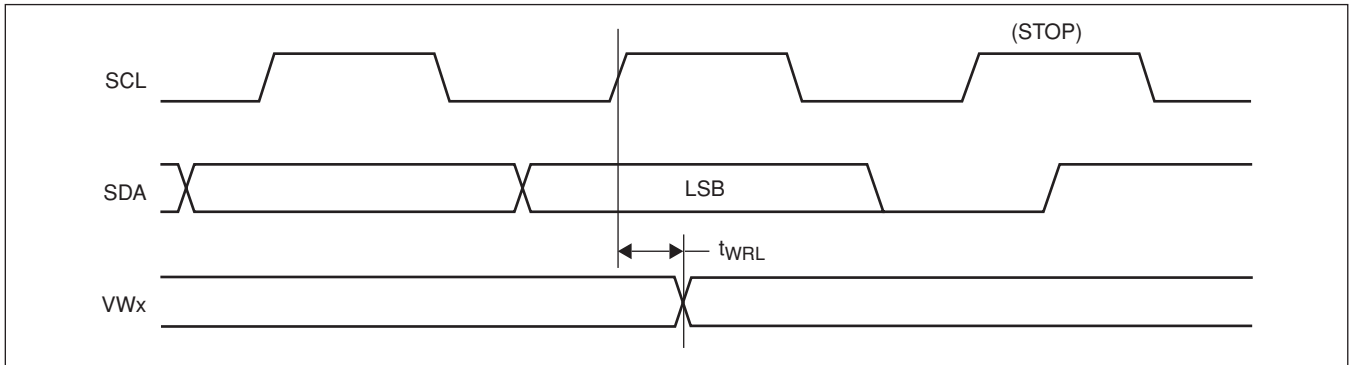 (STOP)
SCL
SDA
LSB
tWRL
VWx